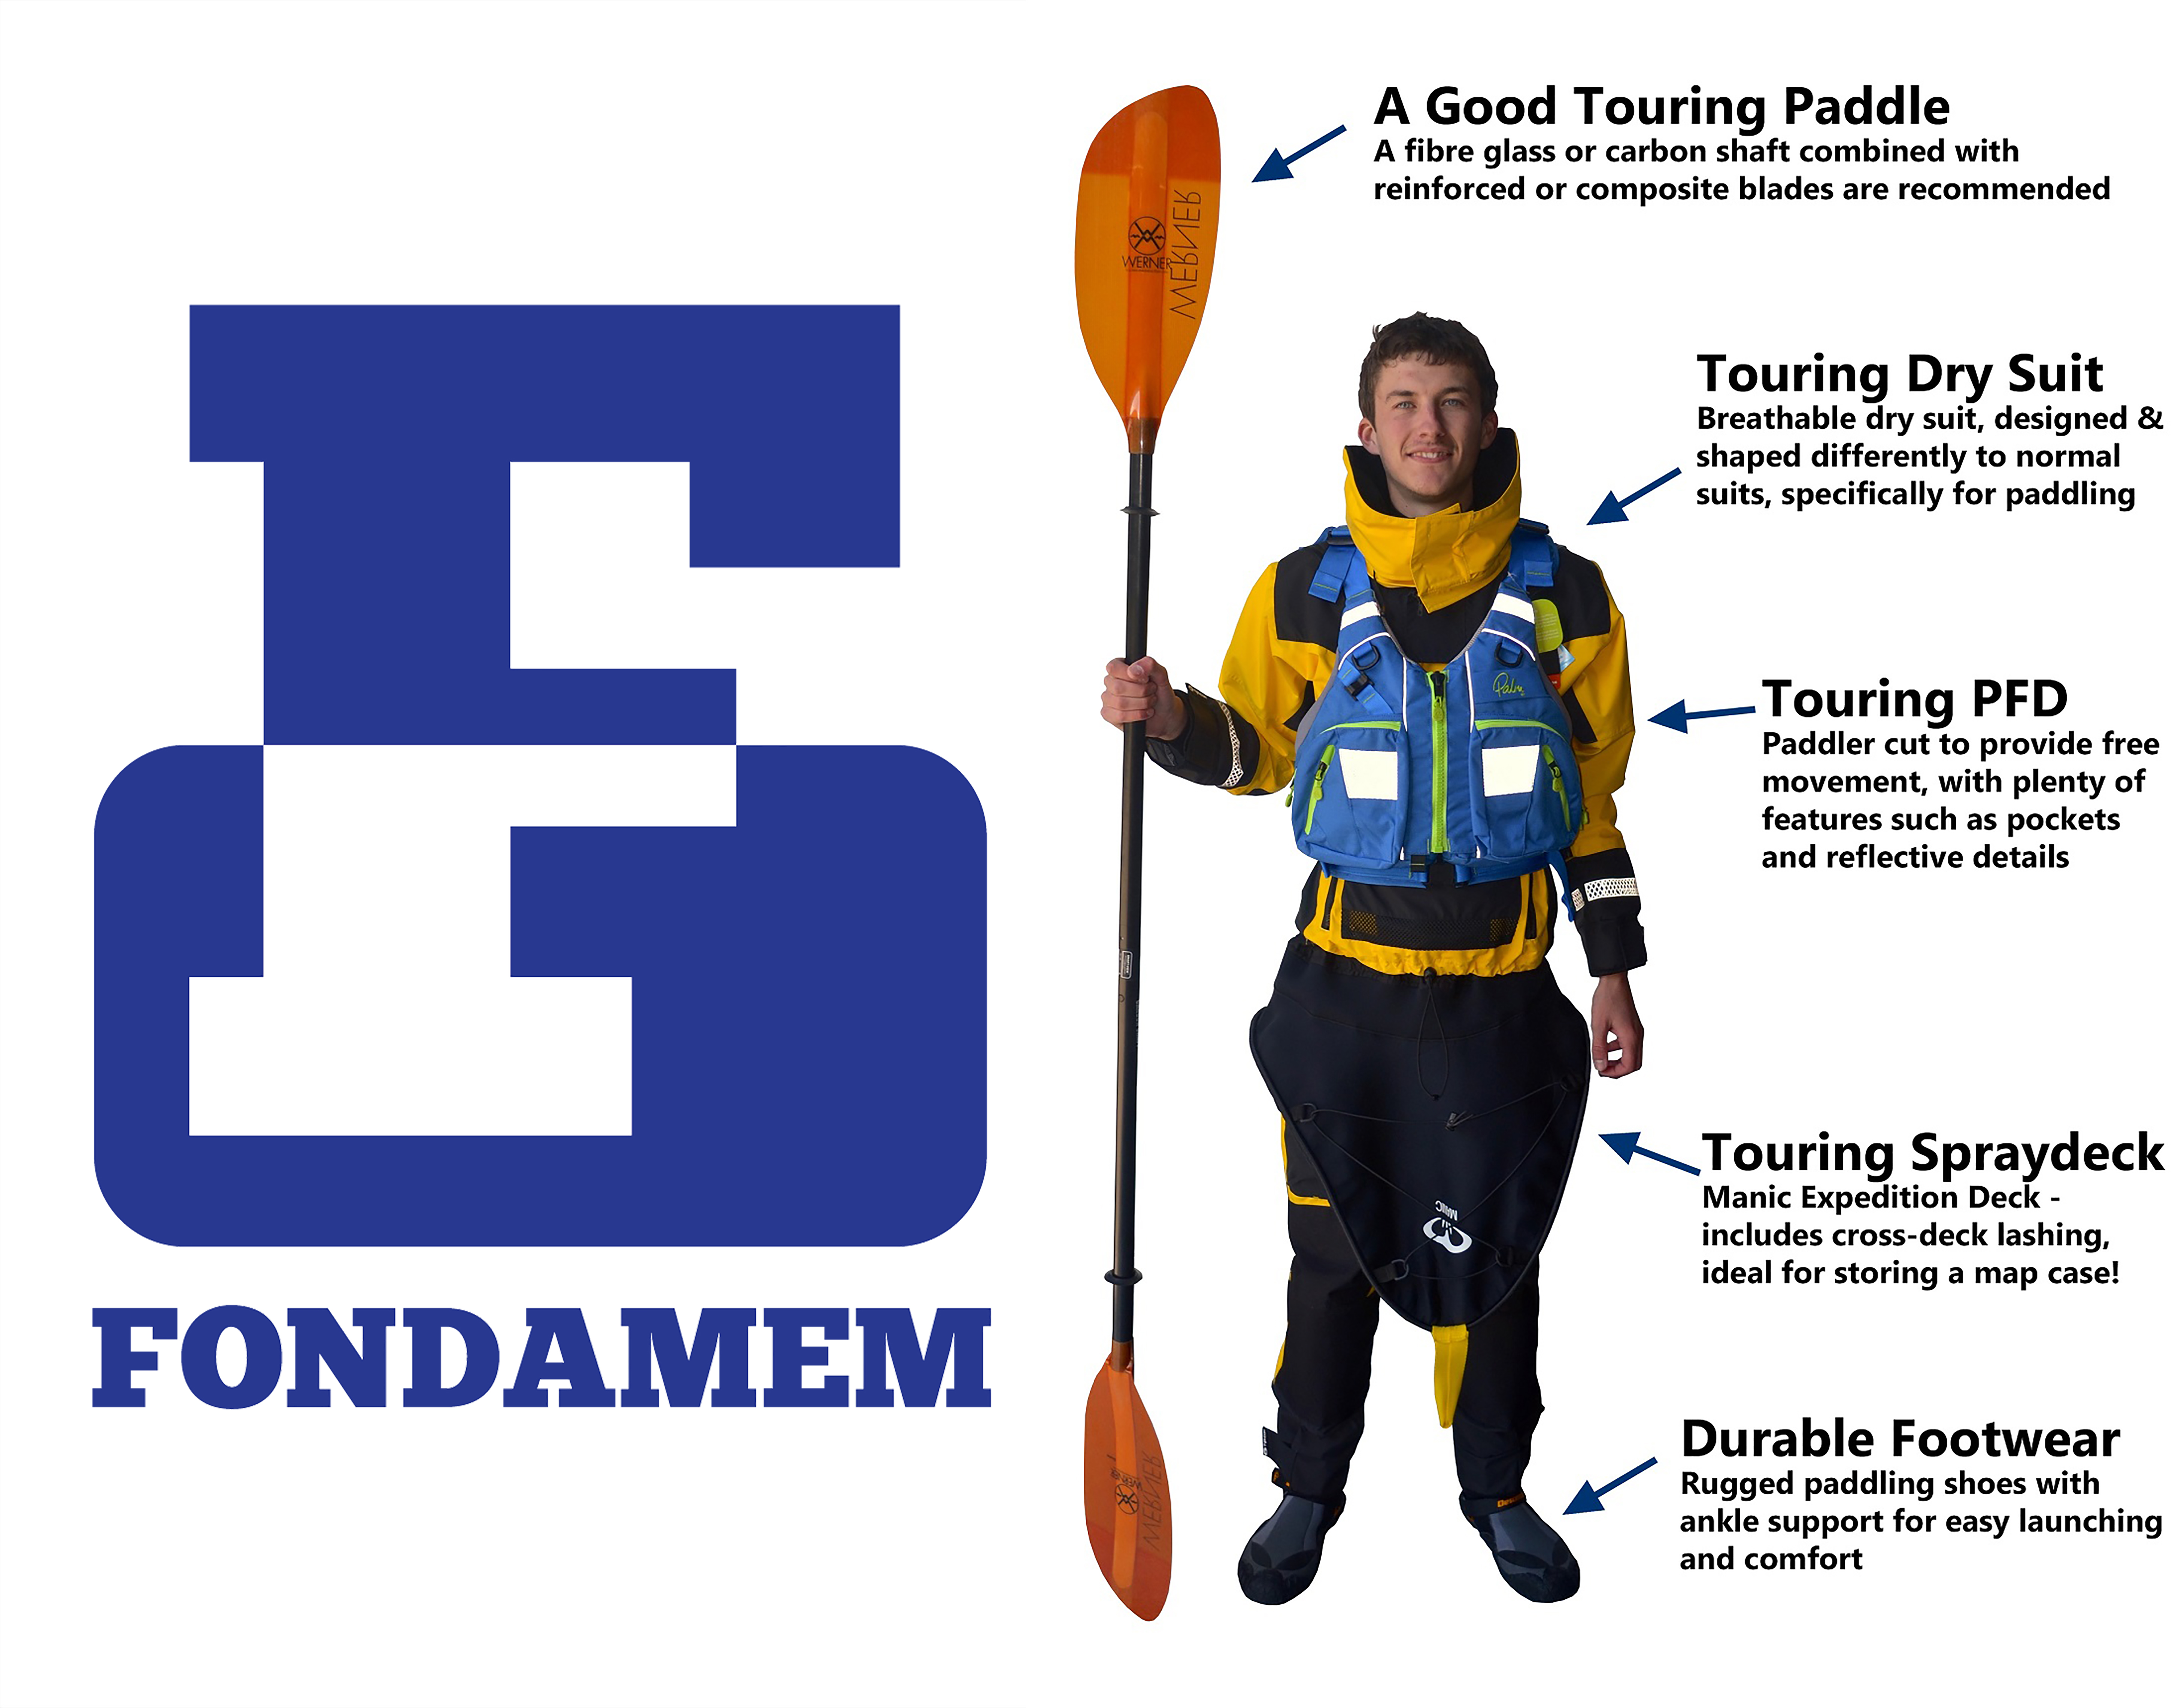 F
FONDAMEM
A Good Touring Paddle
A fibre glass or carbon shaft combined with
reinforced or composite blades are recommended
WERNER
WERNER
Touring Dry Suit
Breathable dry suit, designed &
shaped differently to normal
suits, specifically for paddling
Palm
Touring PFD
Paddler cut to provide free
movement, with plenty of
features such as pockets
and reflective details
Touring Spraydeck
Manic Expedition Deck -
includes cross-deck lashing,
ideal for storing a map case!
MANIC
Durable Footwear
Rugged paddling shoes with
ankle support for easy launching
and comfort
WERNER